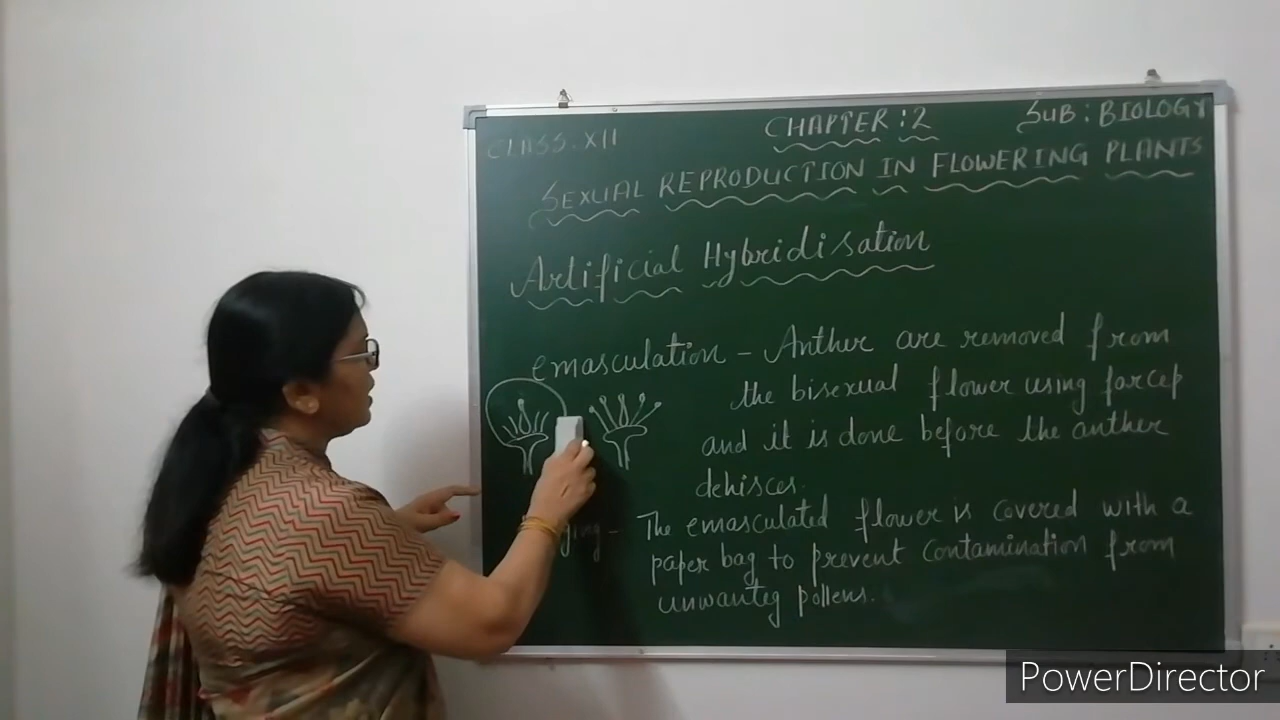 CLASS. XII
CHAPTER : 2
SUB : BIOLOGY
SEXUAL REPRODUCTION IN FLOWERING PLANTS
Artificial Hybridisation
emasculation - Anther are removed from
the bisexual flower using forcep
and it is done before the anther
dehisces.
The emasculated flower is covered with a
paper bag to prevent contamination from
unwanted pollens.
PowerDirector